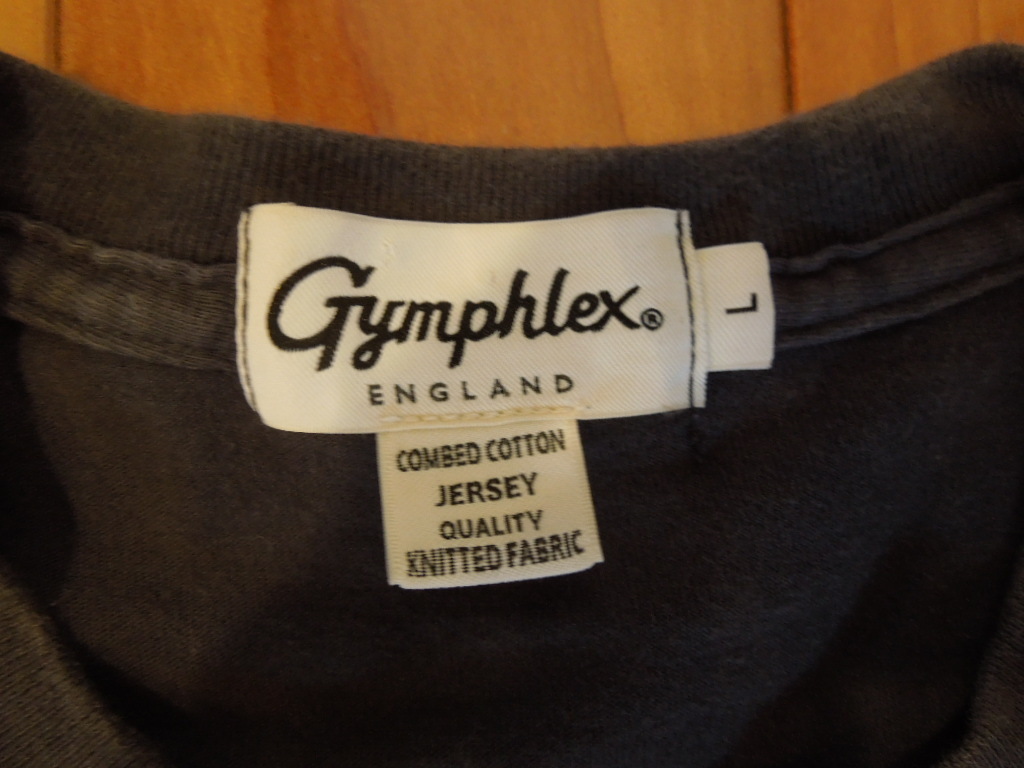 Gymphlex®
ENGLAND
L
COMBED COTTON
JERSEY
QUALITY
KNITTED FABRIC